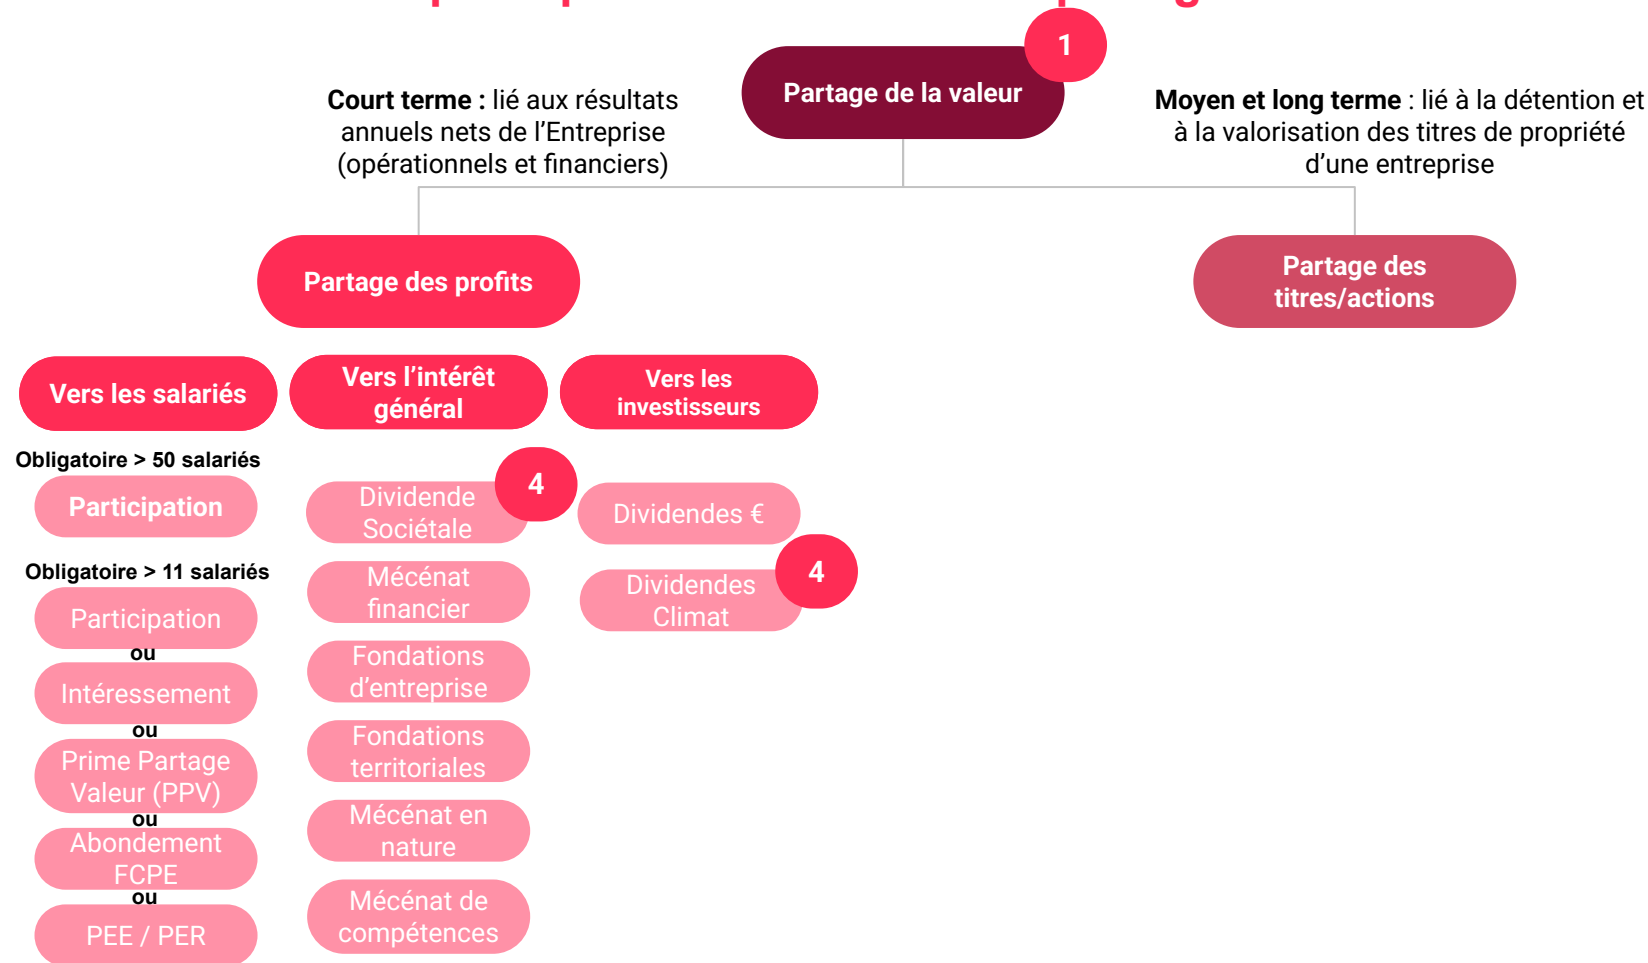 1
Partage de la valeur
Court terme : lié aux résultats
annuels nets de l'Entreprise
(opérationnels et financiers)
Moyen et long terme : lié à la détention et
à la valorisation des titres de propriété
d'une entreprise
Partage des profits
Partage des
titres/actions
Vers les salariés
Vers l'intérêt
général
Vers les
investisseurs
Obligatoire > 50 salariés
Participation
Obligatoire > 11 salariés
Participation
ou
Intéressement
ou
Prime Partage
Valeur (PPV)
ou
Abondement
FCPE
ou
PEE / PER
4
Dividende
Sociétale
Mécénat
financier
Fondations
d'entreprise
Fondations
territoriales
Mécénat en
nature
Mécénat de
compétences
Dividendes €
4
Dividendes
Climat